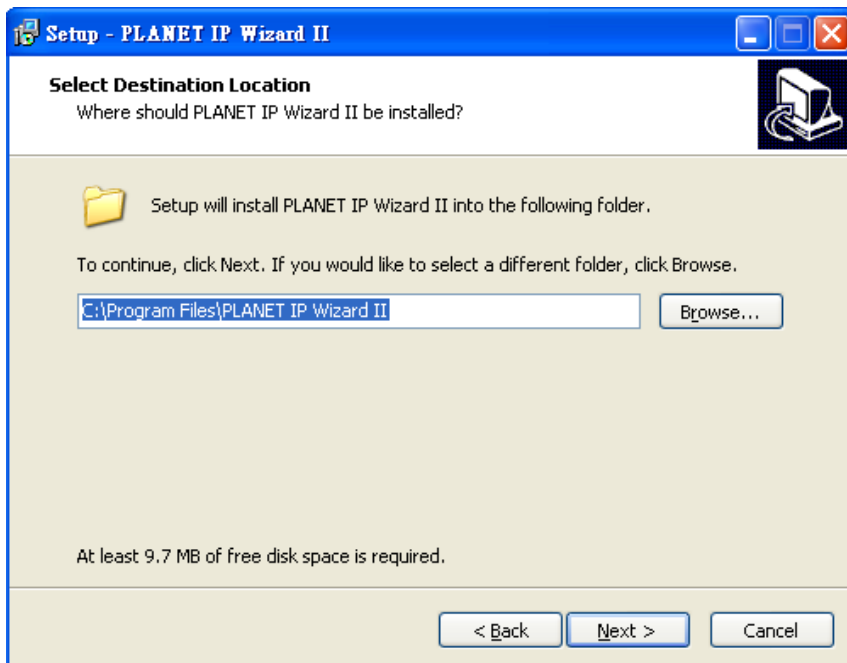 Setup - PLANET IP Wizard II
Select Destination Location
Where should PLANET IP Wizard II be installed?
Setup will install PLANET IP Wizard II into the following folder.
To continue, click Next. If you would like to select a different folder, click Browse.
C:\Program Files\PLANET IP Wizard II
Browse...
At least 9.7 MB of free disk space is required.
< Back
Next >
Cancel